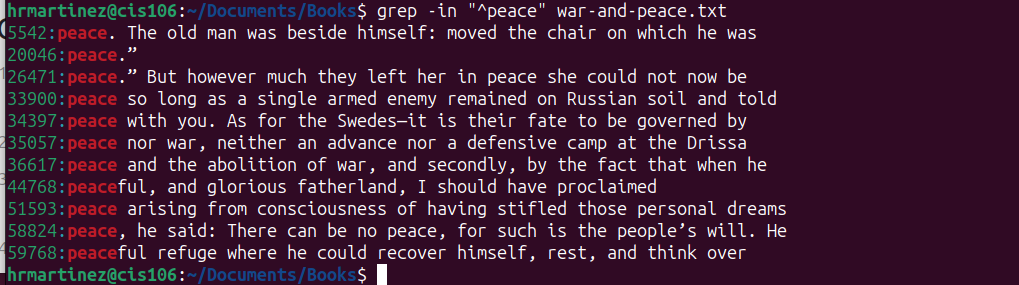 hrmartinez@cis106:~/Documents/Books$ grep -in "^peace" war-and-peace.txt
5542:peace. The old man was beside himself: moved the chair on which he was
20046:peace.”
26471:peace.” But however much they left her in peace she could not now be
33900:peace so long as a single armed enemy remained on Russian soil and told
34397:peace with you. As for the Swedes—it is their fate to be governed by
35057:peace nor war, neither an advance nor a defensive camp at the Drissa
36617:peace and the abolition of war, and secondly, by the fact that when he
44768:peaceful, and glorious fatherland, I should have proclaimed
51593:peace arising from consciousness of having stifled those personal dreams
58824:peace, he said: There can be no peace, for such is the people’s will. He
59768:peaceful refuge where he could recover himself, rest, and think over
hrmartinez@cis106:~/Documents/Books$